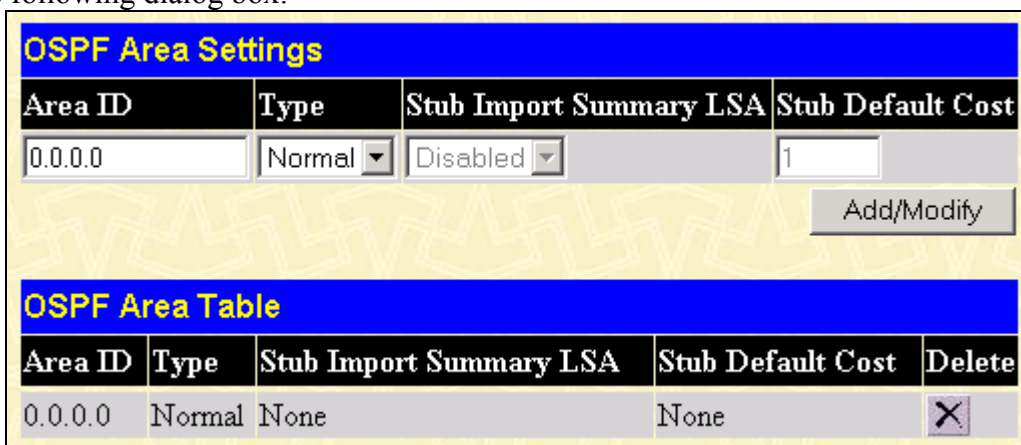 following dialog box:
OSPF Area Settings
Area ID Type Stub Import Summary LSA Stub Default Cost
0.0.0.0 Normal Disabled 1
Add/Modify
OSPF Area Table
Area ID Type Stub Import Summary LSA Stub Default Cost Delete
0.0.0.0 Normal None None